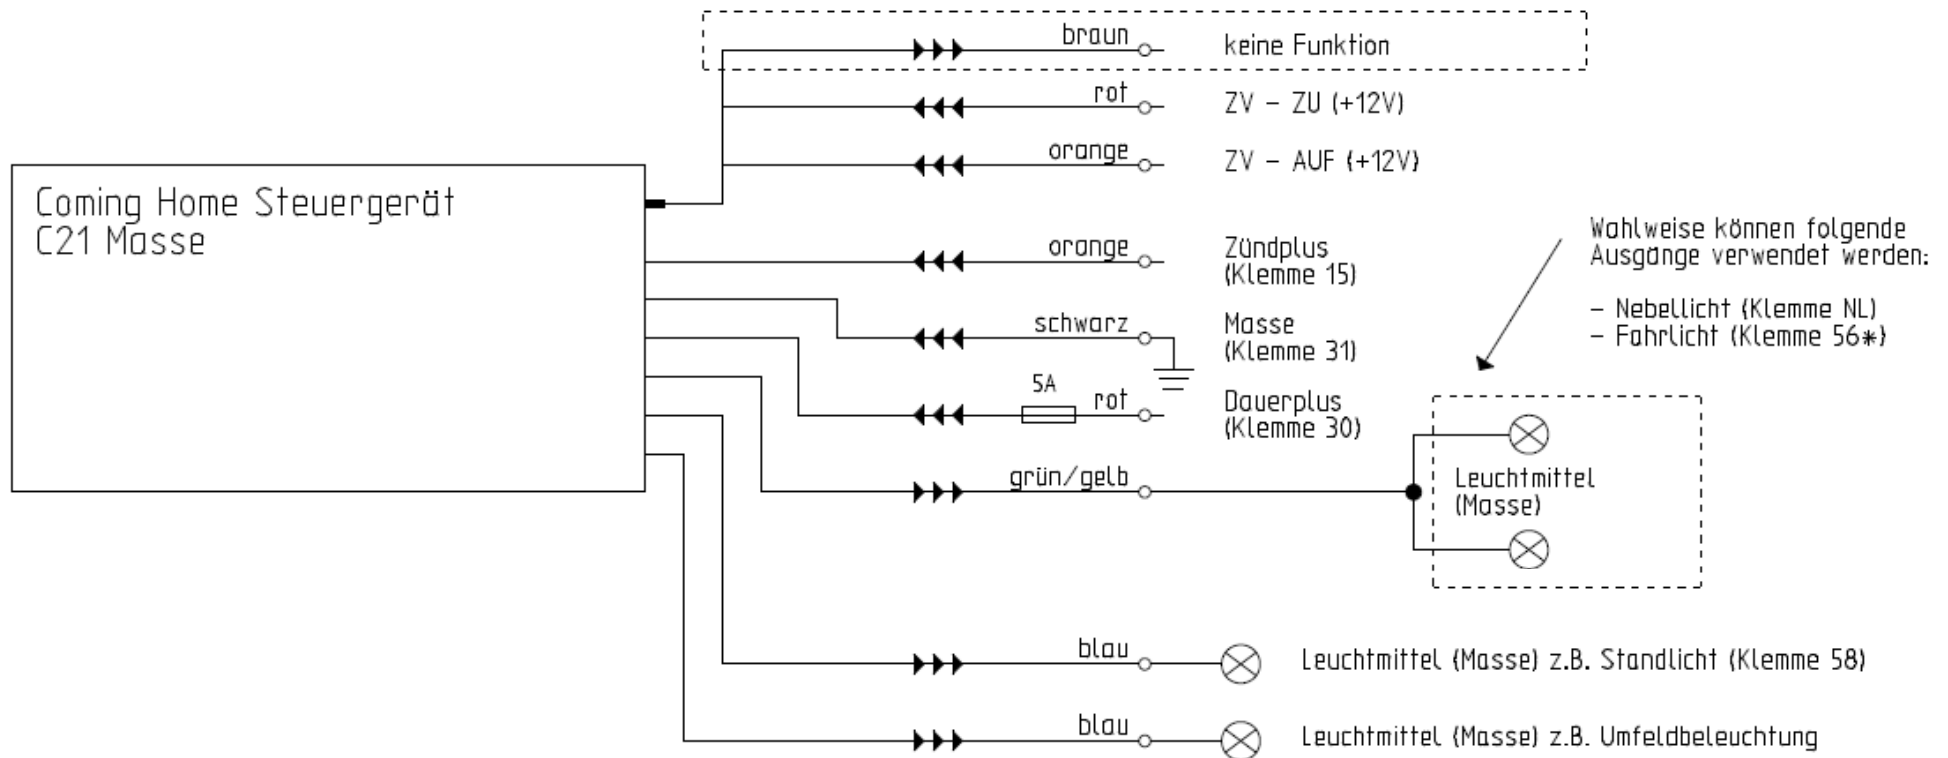 braun
keine Funktion
rot
ZV - ZU (+12V)
orange
ZV - AUF (+12V)
Coming Home Steuergerät
C21 Masse
orange
Zündplus
(Klemme 15)
schwarz
Masse
(Klemme 31)
5A
rot
Dauerplus
(Klemme 30)
Wahlweise können folgende
Ausgänge verwendet werden:
- Nebellicht (Klemme NL)
- Fahrlicht (Klemme 56*)
grün/gelb
Leuchtmittel
(Masse)
blau
Leuchtmittel (Masse) z.B. Standlicht (Klemme 58)
blau
Leuchtmittel (Masse) z.B. Umfeldbeleuchtung